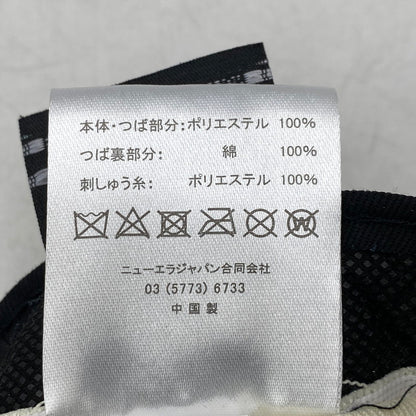 本体・つば部分:ポリエステル 100%
つば裏部分: 綿 100%
刺しゅう糸: ポリエステル 100%
W
ニューエラジャパン合同会社
03 (5773) 6733
中国製